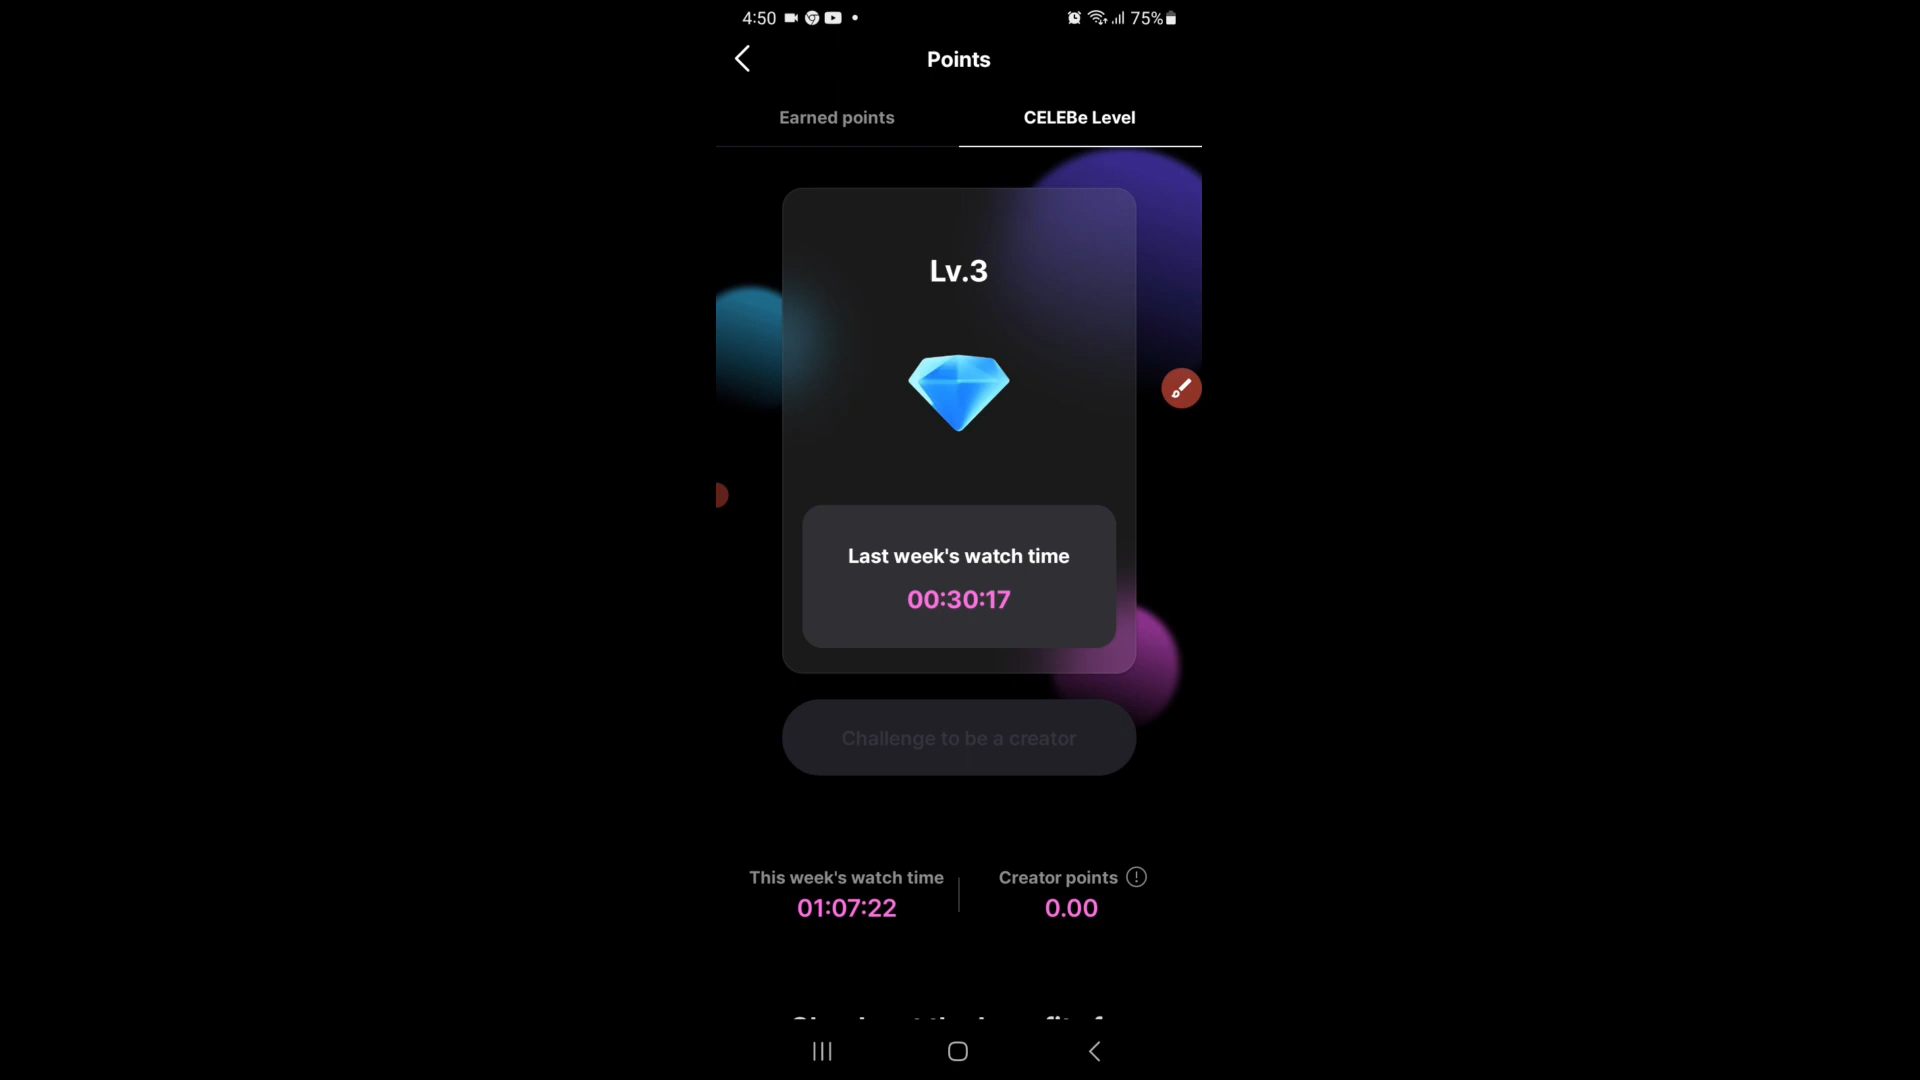 4:50 75%
Points
Earned points CELEBe Level
Lv.3
Last week's watch time
00:30:17
Challenge to be a creator
This week's watch time Creator points
01:07:22 0.00